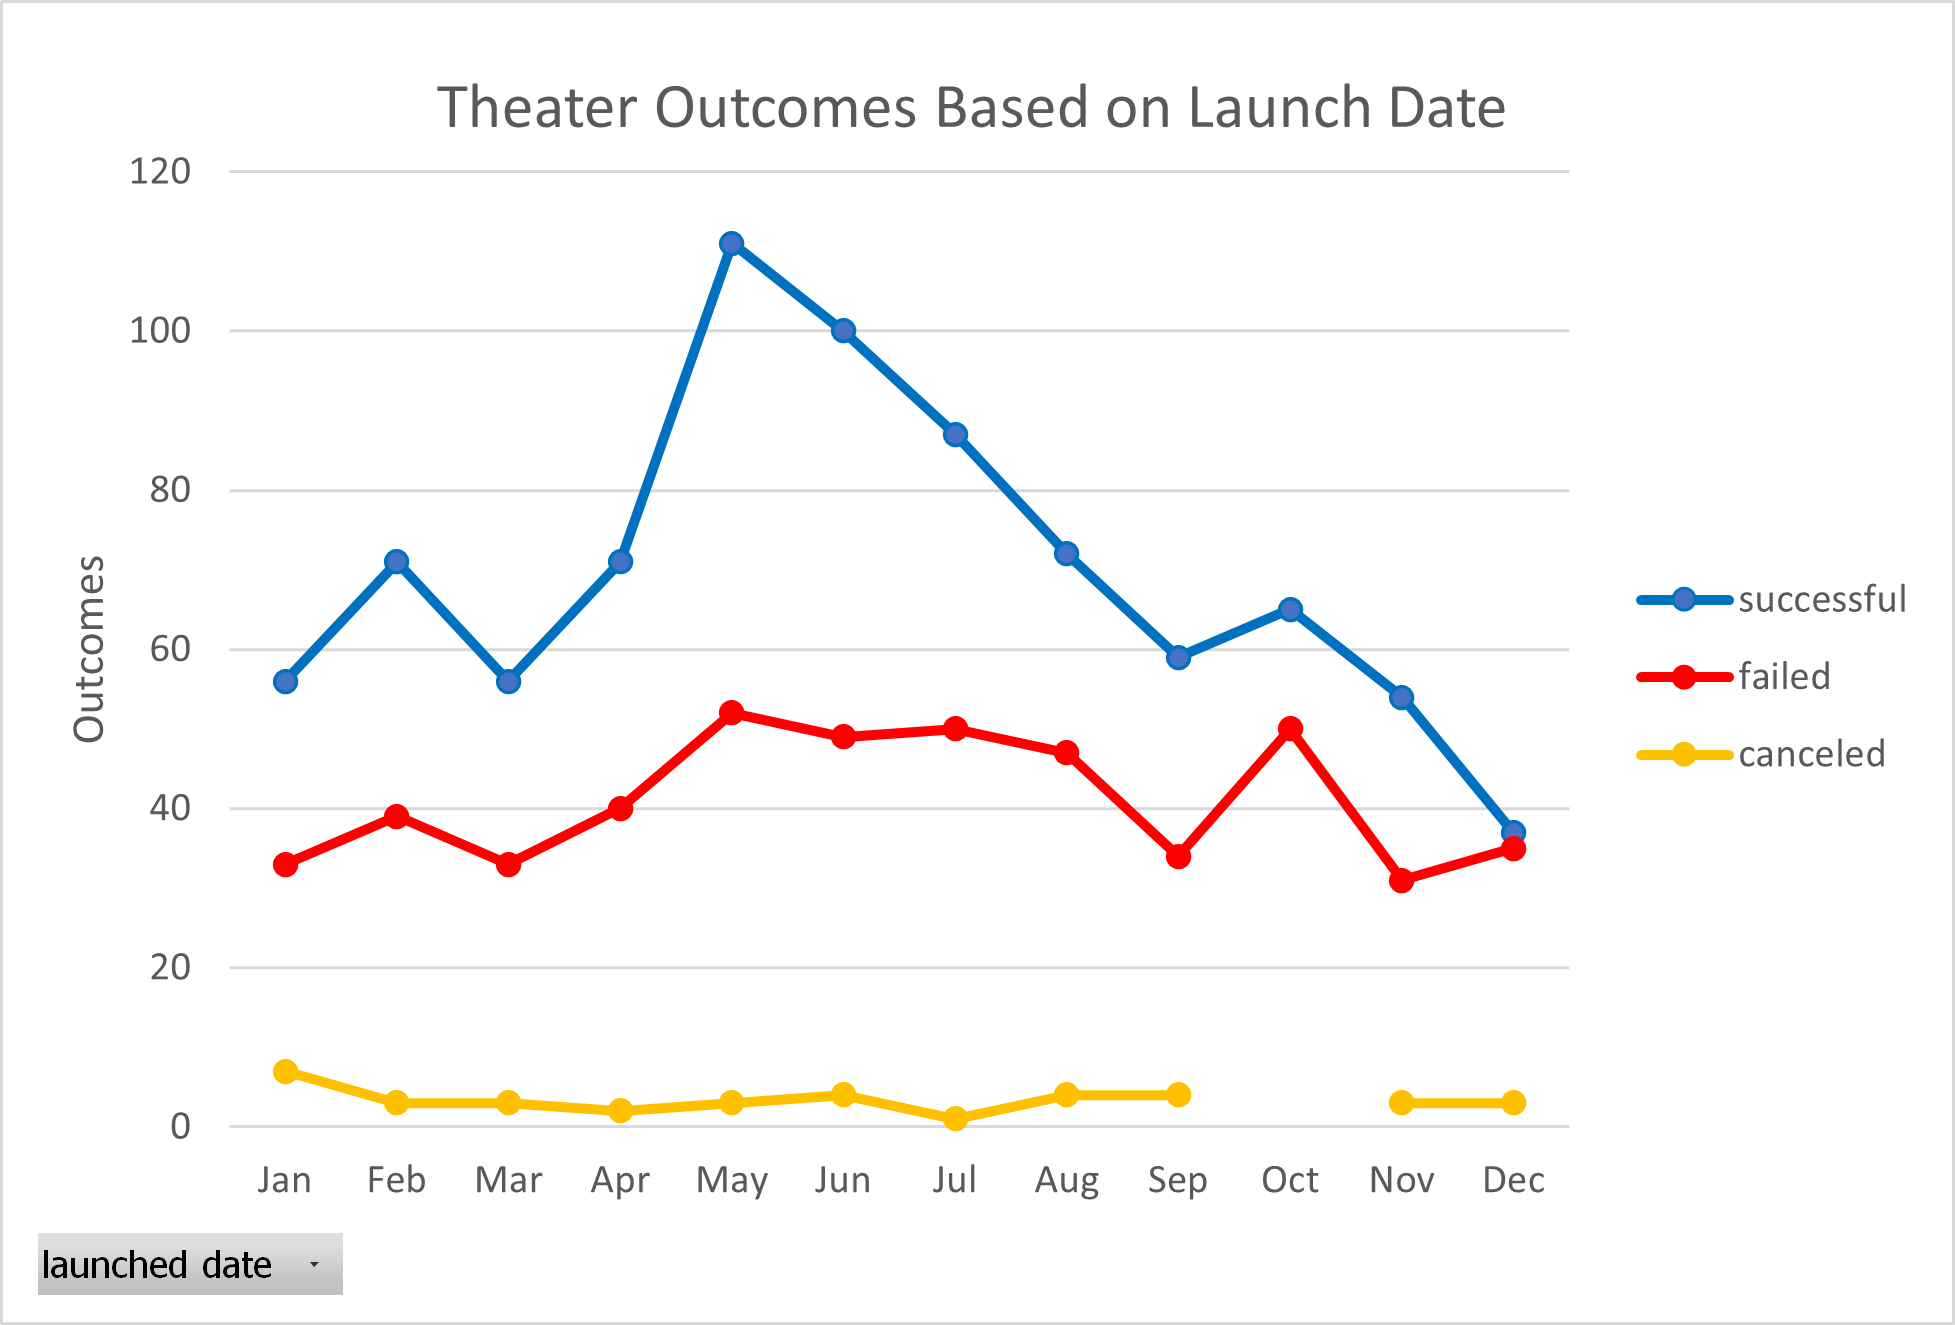 Theater Outcomes Based on Launch Date
120
100
80
60
40
20
0
Outcomes
Jan Feb Mar Apr May Jun Jul Aug Sep Oct Nov Dec
successful
failed
canceled
launched date